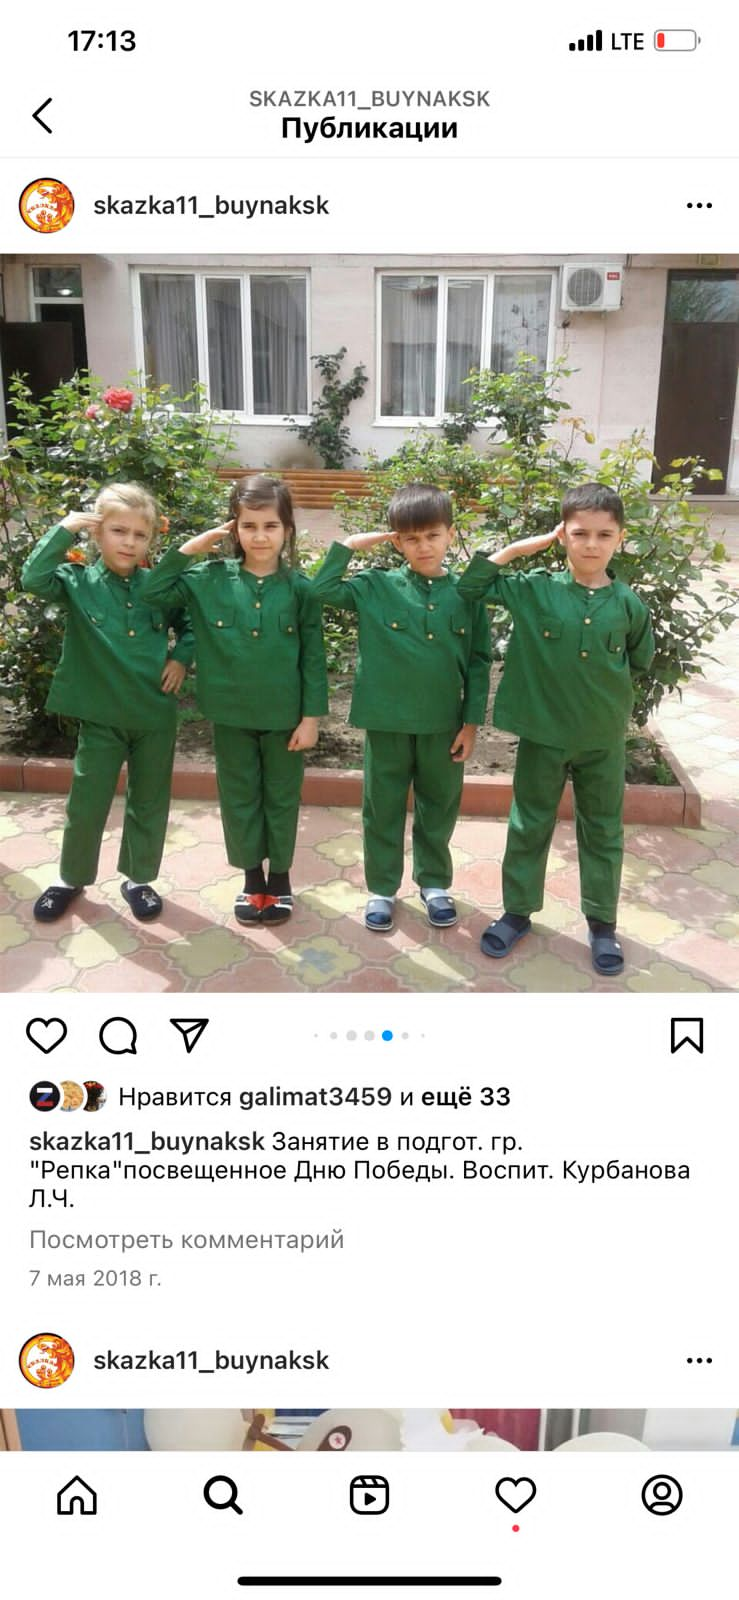 17:13
LTE
SKAZKA11_BUYNAKSK
Публикации
skazka11_buynaksk
Нравится galimat3459 и ещё 33
skazka11_buynaksk Занятие в подгот. гр.
"Репка"посвещенное Дню Победы. Воспит. Курбанова
Л.Ч.
Посмотреть комментарий
7 мая 2018 г.
skazka11_buynaksk